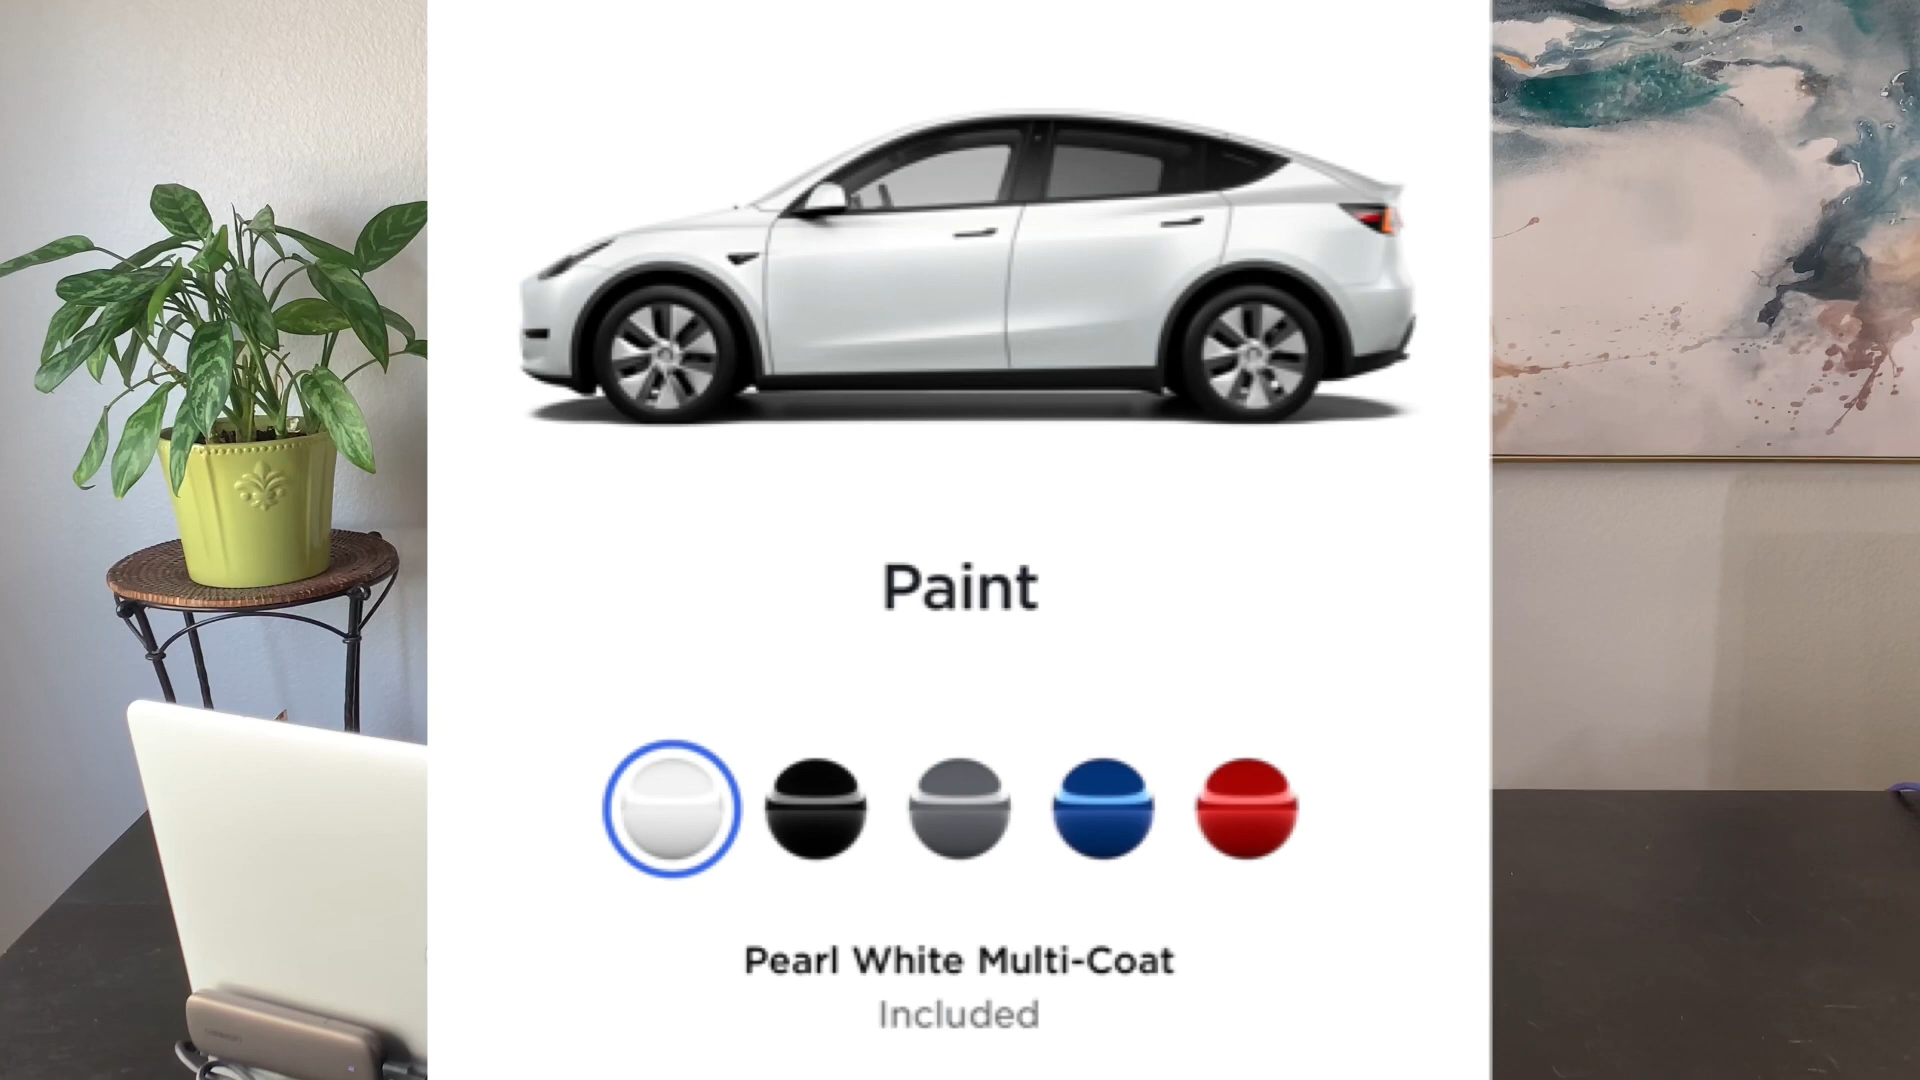 Paint
Pearl White Multi-Coat
Included